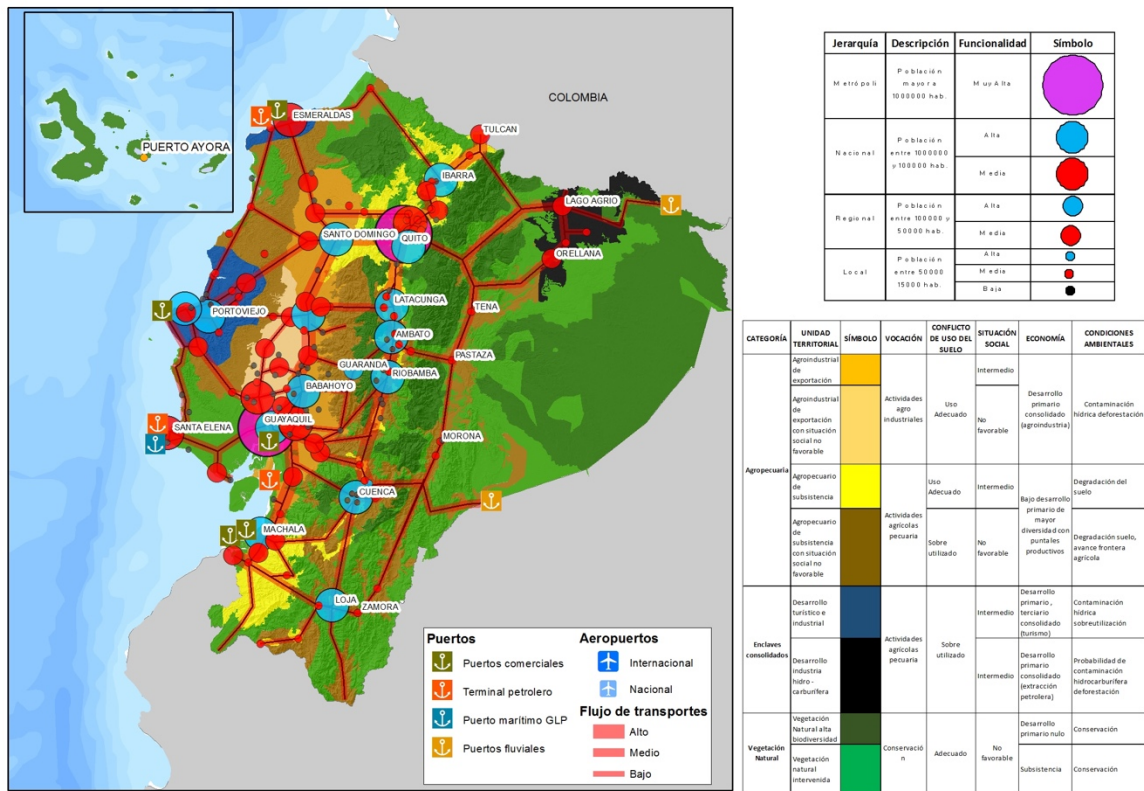 COLOMBIA
ESMERALDAS
TULCAN
PUERTO AYORA
IBARRA
LAGO AGRIO
SANTO DOMINGO
QUITO
ORELLANA
LATACUNGA
TENA
PORTOVIEJO
AMBATO
PASTAZA
GUARANDA
RIOBAMBA
BABAHOYO
GUAYAQUIL
SANTA ELENA
MORONA
CUENCA
MACHALA
LOJA
ZAMORA
Puertos
Puertos comerciales
Terminal petrolero
Puerto marítimo GLP
Puertos fluviales
Aeropuertos
Internacional
Nacional
Flujo de transportes
Alto
Medio
Bajo
Jerarquía Descripción Funcionalidad Símbolo
Metrópoli
Población
mayor a
1000000 hab.
Muy Alta
Nacional
Población
entre 1000000
y 100000 hab.
Alta
Media
Regional
Población
entre 100000 y
50000 hab.
Alta
Media
Local
Población
entre 50000
15000 hab.
Alta
Media
Baja
CATEGORÍA
UNIDAD
TERRITORIAL
SÍMBOLO
VOCACIÓN
CONFLICTO
DE USO DEL
SUELO
SITUACIÓN
SOCIAL
ECONOMÍA
CONDICIONES
AMBIENTALES
Agropecuaria
Agroindustrial
de
exportación
Agroindustrial
de
exportación
con situación
social no
favorable
Actividades
agro
industriales
Uso
Adecuado
Intermedio
No
favorable
Desarrollo
primario
consolidado
(agroindustria)
Contaminación
hídrica deforestación
Agropecuario
de
subsistencia
Agropecuario
de
subsistencia
con situación
social no
favorable
Actividades
agrícolas
pecuaria
Uso
Adecuado
Sobre
utilizado
Intermedio
No
favorable
Bajo desarrollo
primario de
mayor
diversidad con
puntales
productivos
Degradación del
suelo
Degradación suelo,
avance frontera
agrícola
Enclaves
consolidados
Desarrollo
turístico e
industrial
Desarrollo
industria
hidro -
carburífera
Actividades
agrícolas
pecuaria
Sobre
utilizado
Intermedio
Intermedio
Desarrollo
primario ,
terciario
consolidado
(turismo)
Desarrollo
primario
consolidado
(extracción
petrolera)
Contaminación
hídrica
sobreutilización
Probabilidad de
contaminación
hidrocarburífera
deforestación
Vegetación
Natural
Vegetación
Natural alta
biodiversidad
Vegetación
natural
intervenida
Conservació
n
Adecuado
No
favorable
Desarrollo
primario nulo
Subsistencia
Conservación
Conservación